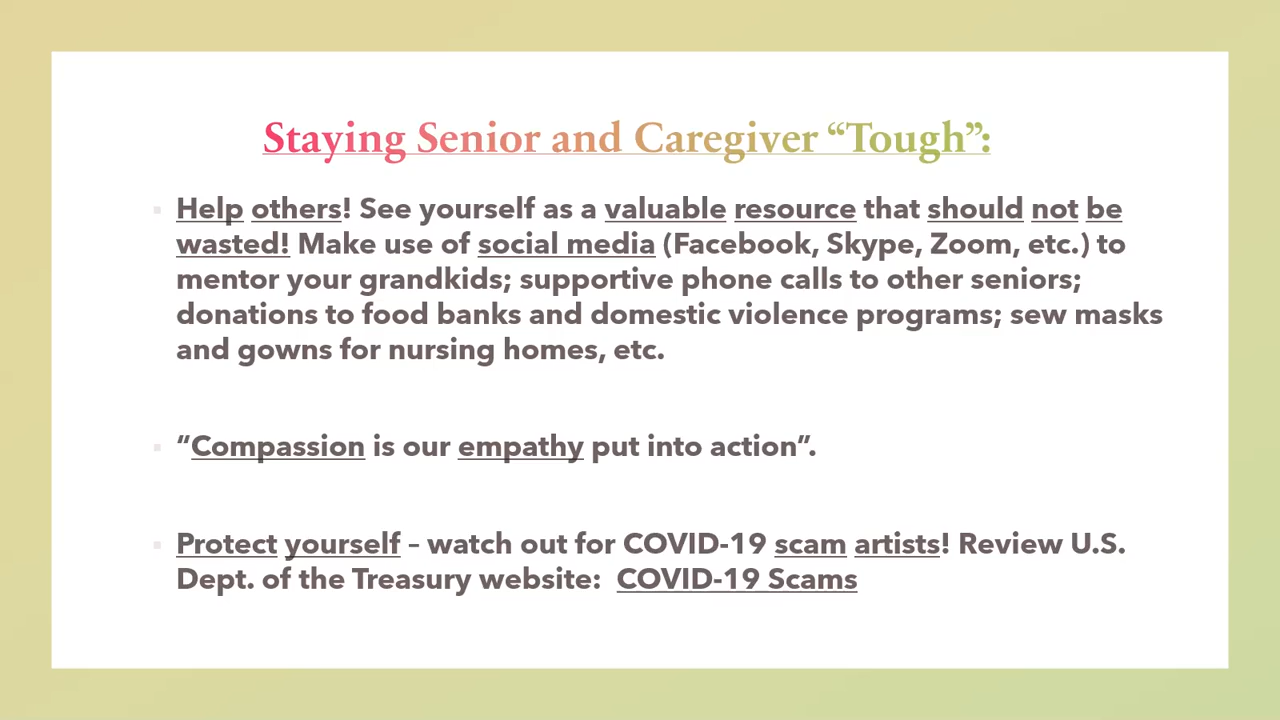 Staying Senior and Caregiver “Tough”:
Help others! See yourself as a valuable resource that should not be
wasted! Make use of social media (Facebook, Skype, Zoom, etc.) to
mentor your grandkids; supportive phone calls to other seniors;
donations to food banks and domestic violence programs; sew masks
and gowns for nursing homes, etc.
“Compassion is our empathy put into action”.
Protect yourself – watch out for COVID-19 scam artists! Review U.S.
Dept. of the Treasury website:  COVID-19 Scams